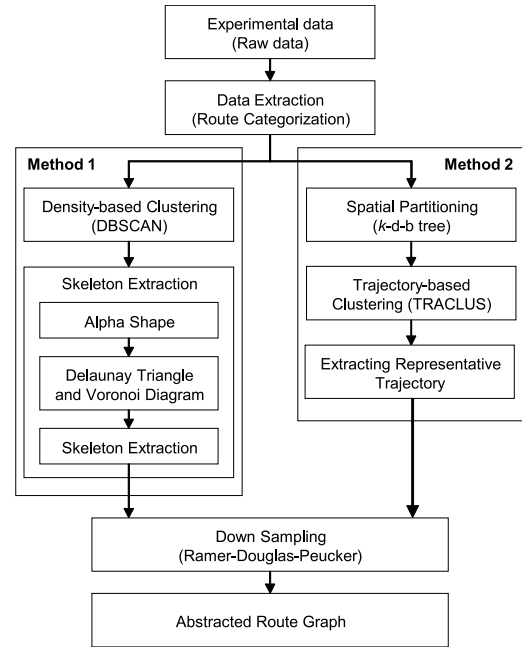 Experimental data
(Raw data)
Data Extraction
(Route Categorization)
Method 1
Density-based Clustering
(DBSCAN)
Skeleton Extraction
Alpha Shape
Delaunay Triangle
and Voronoi Diagram
Skeleton Extraction
Method 2
Spatial Partitioning
(k-d-b tree)
Trajectory-based
Clustering (TRACLUS)
Extracting Representative
Trajectory
Down Sampling
(Ramer-Douglas-Peucker)
Abstracted Route Graph